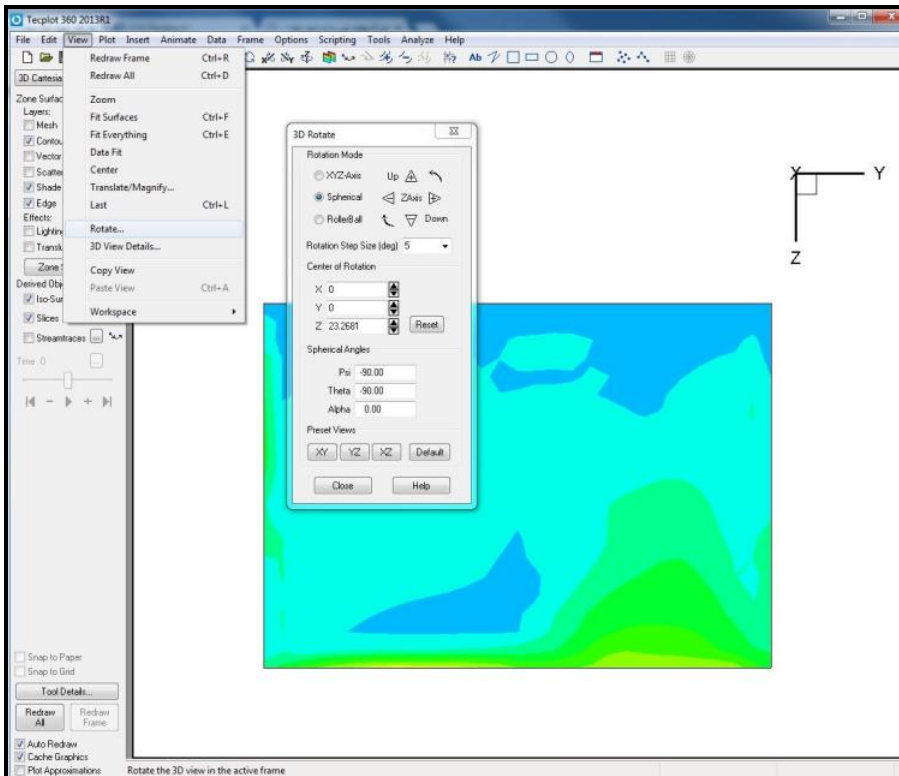 Tecplot 360 2013R1
File Edit View Plot Insert Animate Data Frame Options Scripting Tools Analyze Help
Redraw Frame Ctrl+R
Redraw All Ctrl+D
Zoom
Fit Surfaces Ctrl+F
Fit Everything Ctrl+E
Data Fit
Center
Translate/Magnify...
Last Ctrl+L
Rotate...
3D View Details...
Copy View
Paste View Ctrl+A
Workspace
Ab
3D Cartesia
Zone Surfac
Layers:
Mesh
Contou
Vector
Scatte
Shade
Edge
Effects:
Lightin
Transl
Zone
Derived Obj
Iso-Sur
Slices
Streamtraces ...
Time: 0 ...
Snap to Paper
Snap to Grid
Tool Details...
Redraw All
Redraw Frame
Auto Redraw
Cache Graphics
Plot Approximations
3D Rotate
Rotation Mode
XYZ-Axis Up
Spherical ZAxis
RollerBall Down
Rotation Step Size (deg) 5
Center of Rotation
X 0
Y 0
Z 23.2681 Reset
Spherical Angles
Psi -90.00
Theta -90.00
Alpha 0.00
Preset Views
XY YZ XZ Default
Close Help
X Y
Z
Rotate the 3D view in the active frame